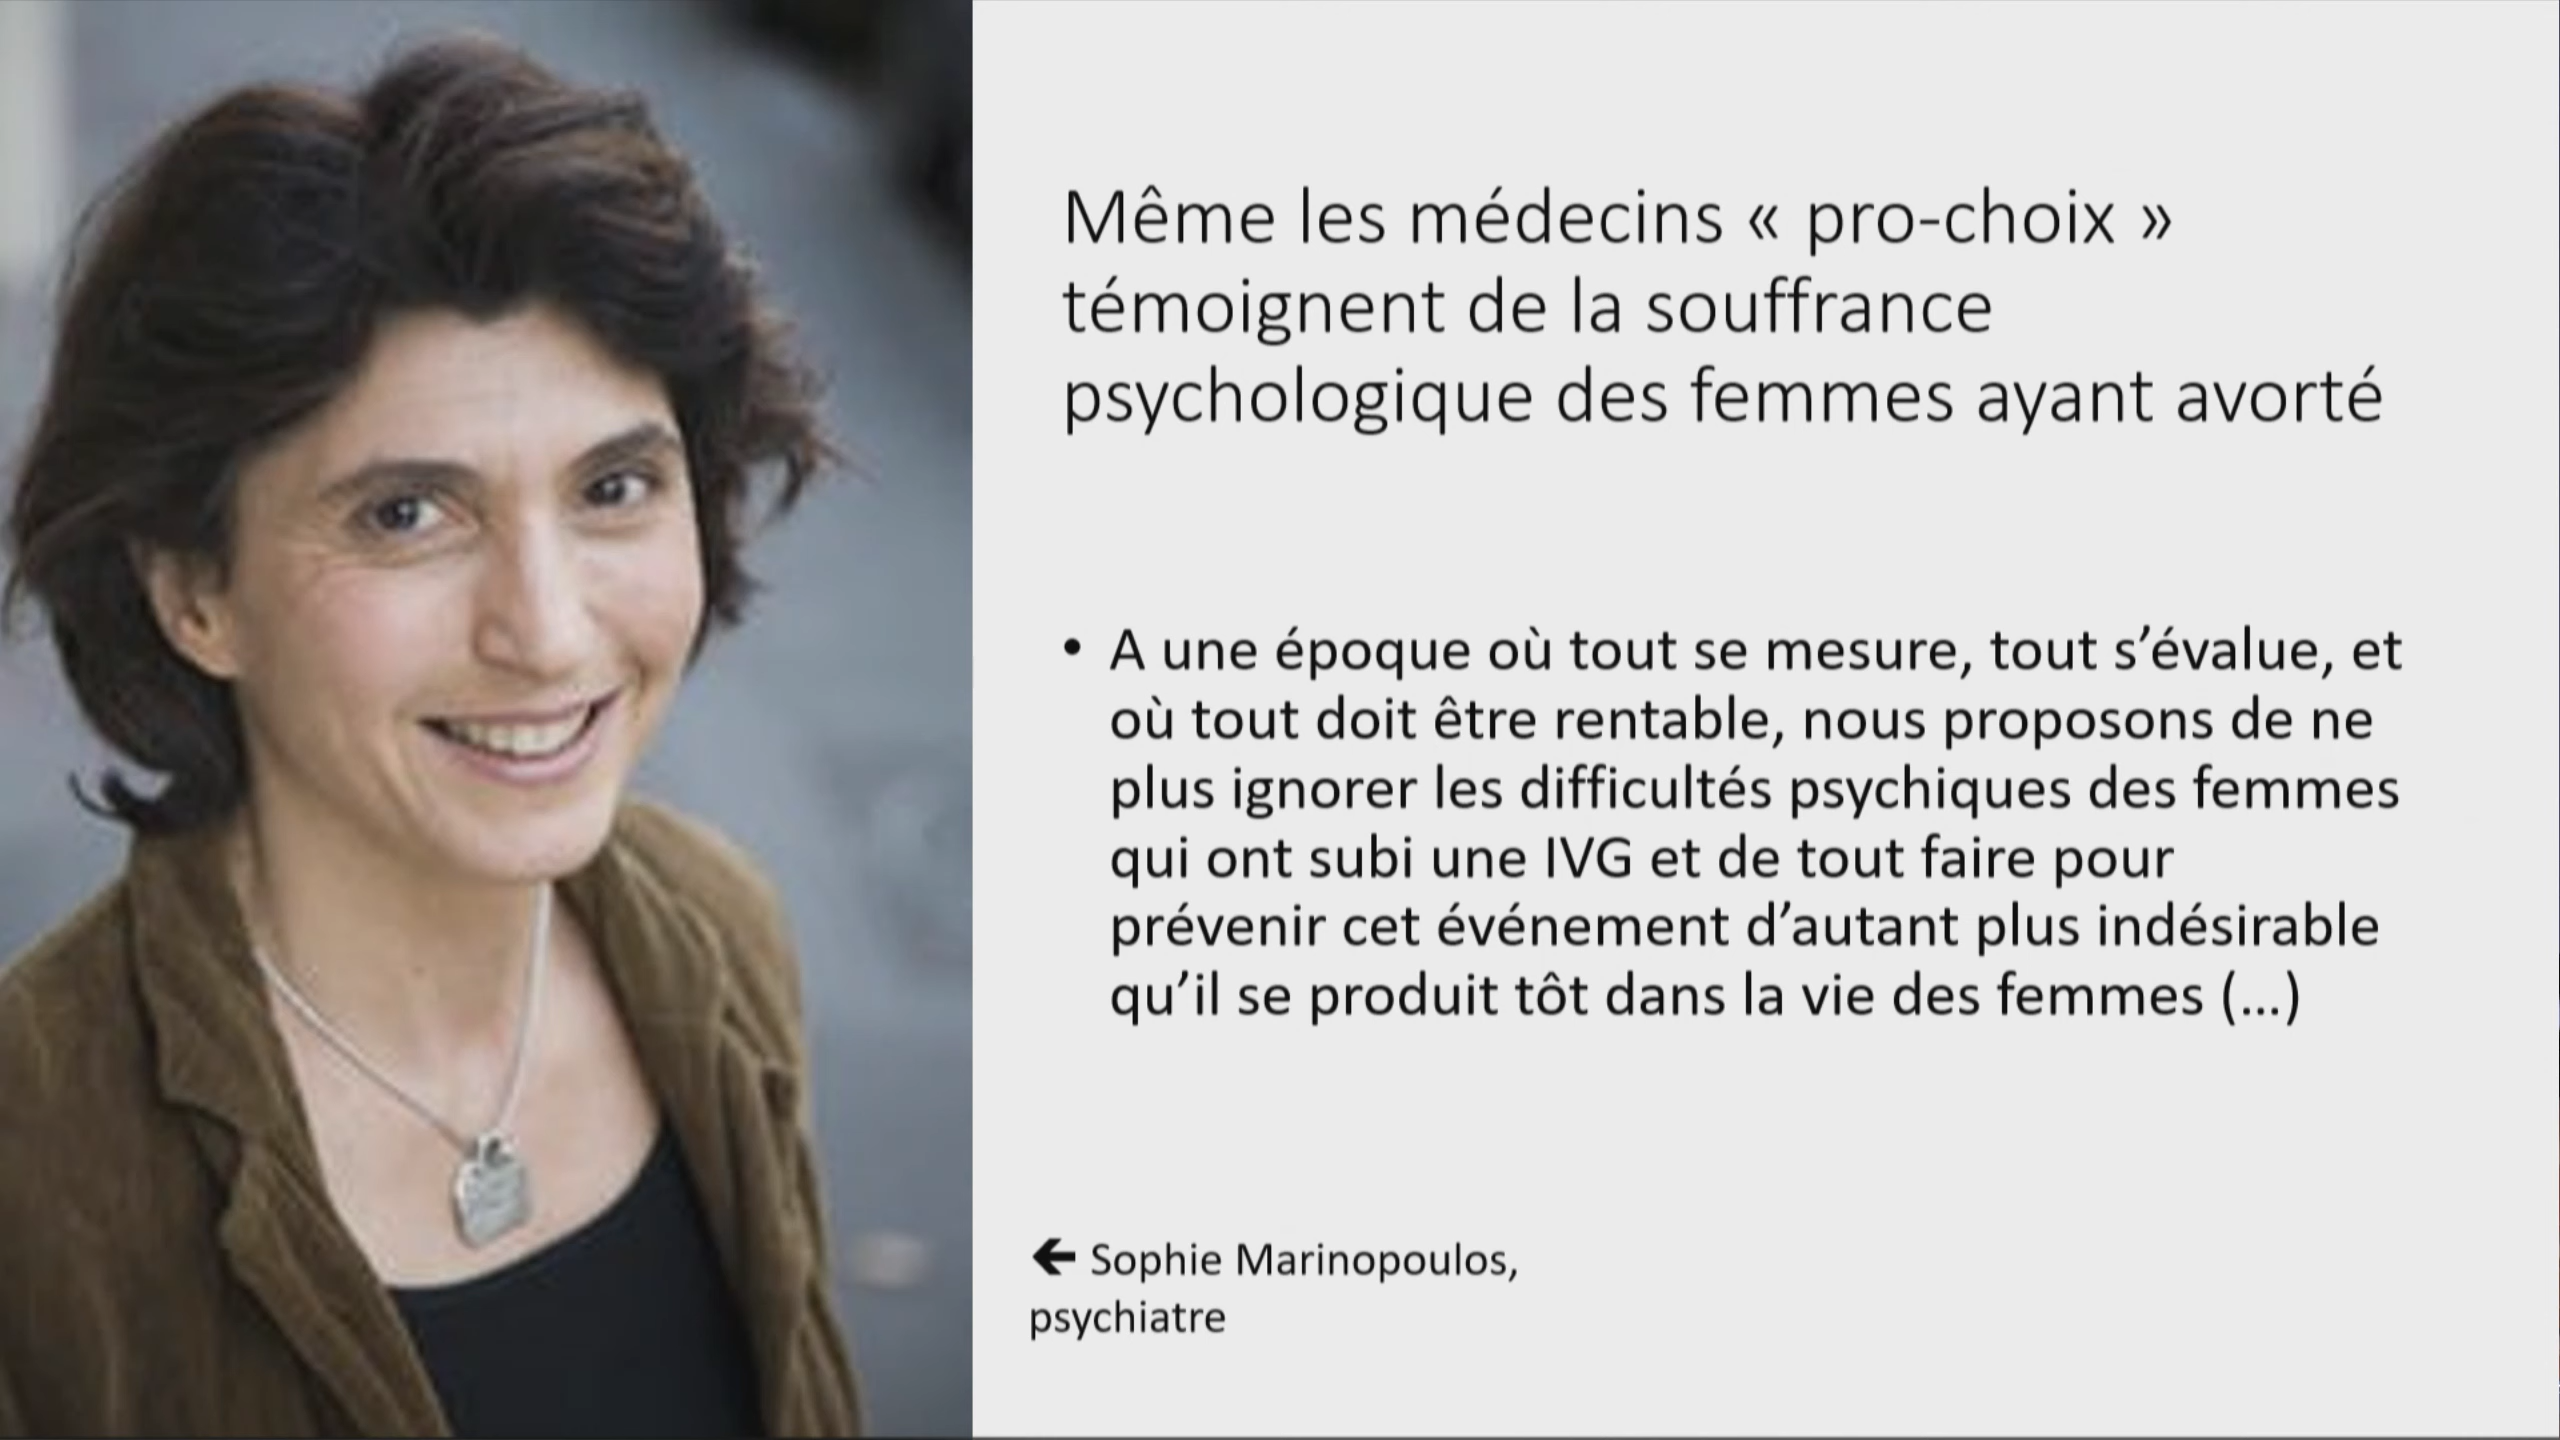 Même les médecins « pro-choix »
témoignent de la souffrance
psychologique des femmes ayant avorté
• A une époque où tout se mesure, tout s’évalue, et
où tout doit être rentable, nous proposons de ne
plus ignorer les difficultés psychiques des femmes
qui ont subi une IVG et de tout faire pour
prévenir cet événement d’autant plus indésirable
qu’il se produit tôt dans la vie des femmes (…)
← Sophie Marinopoulos,
psychiatre